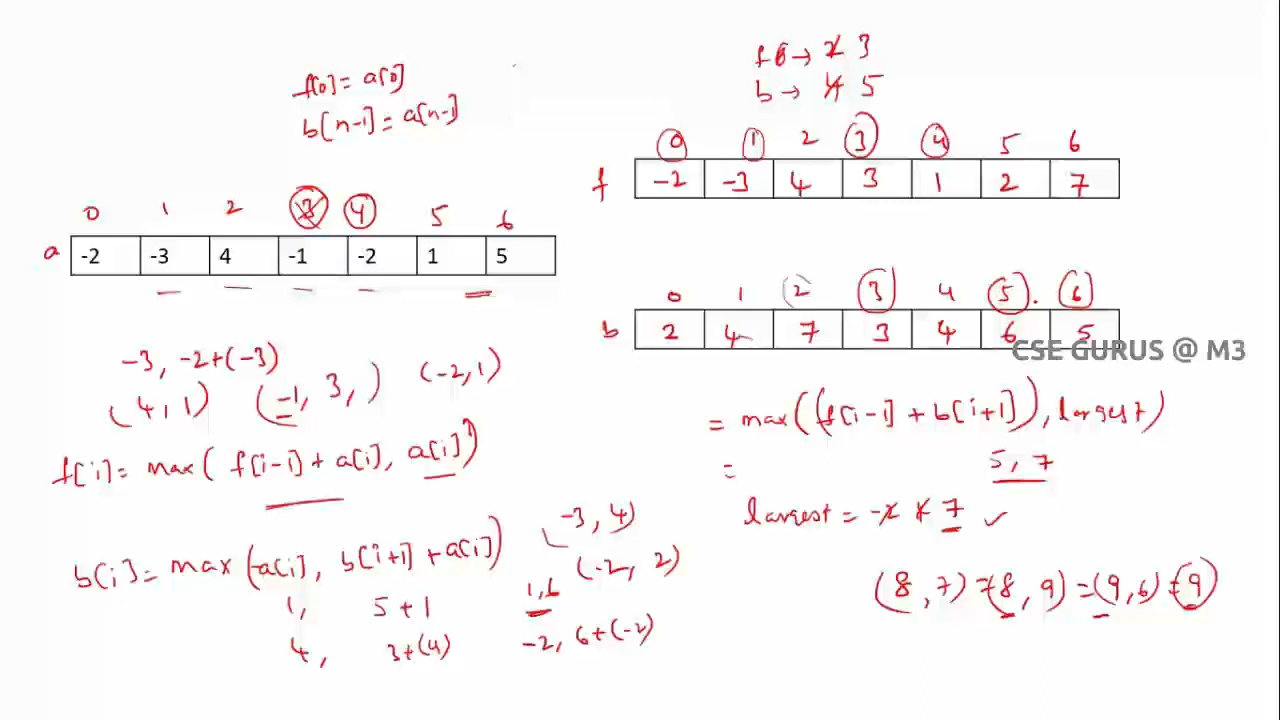 f[0] = a[0]
b[n-1] = a[n-1]
0 1 2 3 4 5 6
a -2 -3 4 -1 -2 1 5
-3, -2+(-3)
(4, 1) (-1, 3, ) (-2, 1)
f[i] = max( f[i-1] + a[i], a[i])
b[i] = max(a[i], b[i+1] + a[i])
(-3, 4)
(-2, 2)
1, 5 + 1 1, 6
4, 3+(4) -2, 6+(-2)
→ 3
b → 4 5
0 1 2 3 4 5 6
f -2 -3 4 3 1 2 7
0 1 2 3 4 5 6
b 2 4 7 3 4 6 5
CSE GURUS @ M3
= max((f[i-1] + b[i+1]), largest)
= 5, 7
largest = 7 ✓
(8, 7) = (8, 9) = (9, 6) = 9